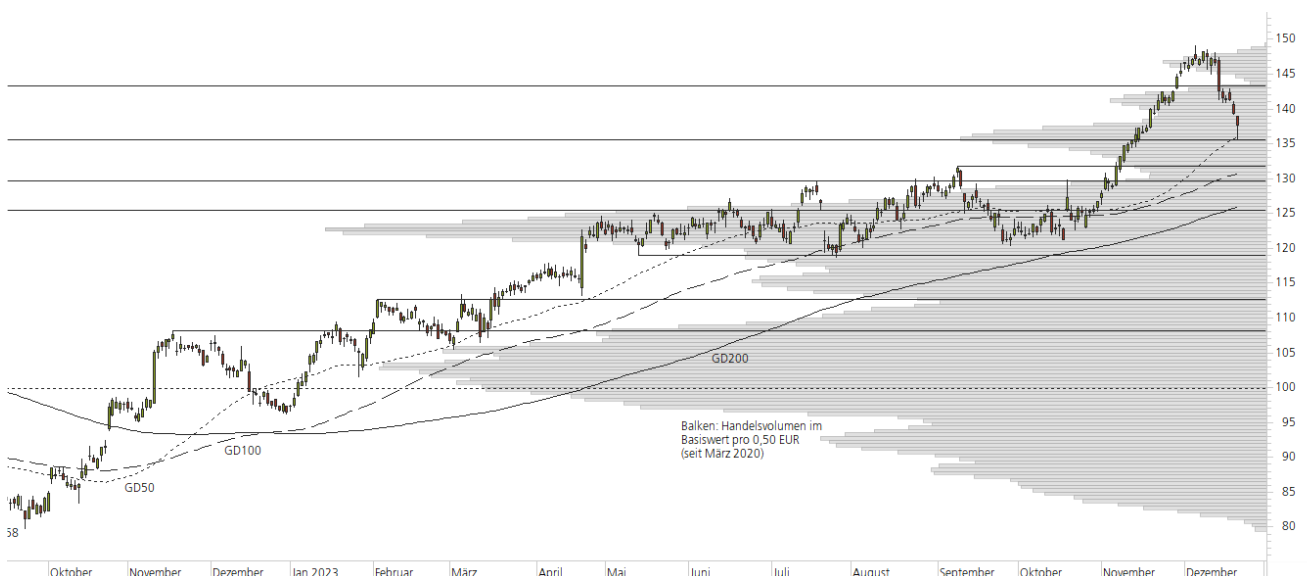 150
145
140
135
130
125
120
115
110
105
100
95
90
85
80
GD200
GD100
GD50
Balken: Handelsvolumen im
Basiswert pro 0,50 EUR
(seit März 2020)
58
Oktober November Dezember Jan 2023 Februar März April Mai Juni Juli August September Oktober November Dezember